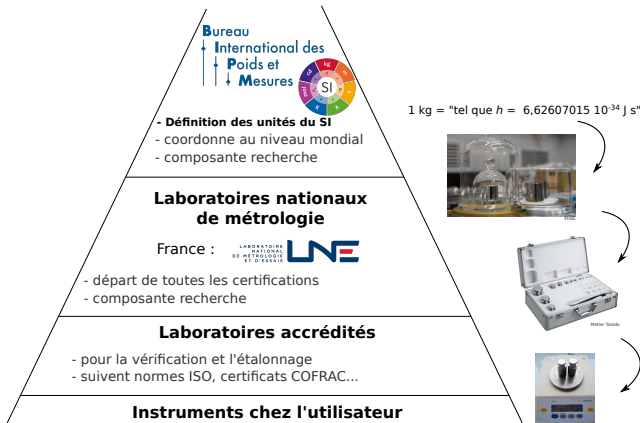 Bureau
International des
Poids et
Mesures
kg
m
s
A
K
mol
cd
SI
- Définition des unités du SI
- coordonne au niveau mondial
- composante recherche
1 kg = "tel que h = 6,62607015 10⁻³⁴ J s"
Laboratoires nationaux
de métrologie
France :
LABORATOIRE
NATIONAL
DE MÉTROLOGIE
ET D'ESSAIS
LNE
- départ de toutes les certifications
- composante recherche
Mettler Toledo
Laboratoires accrédités
- pour la vérification et l'étalonnage
- suivent normes ISO, certificats COFRAC...
Instruments chez l'utilisateur